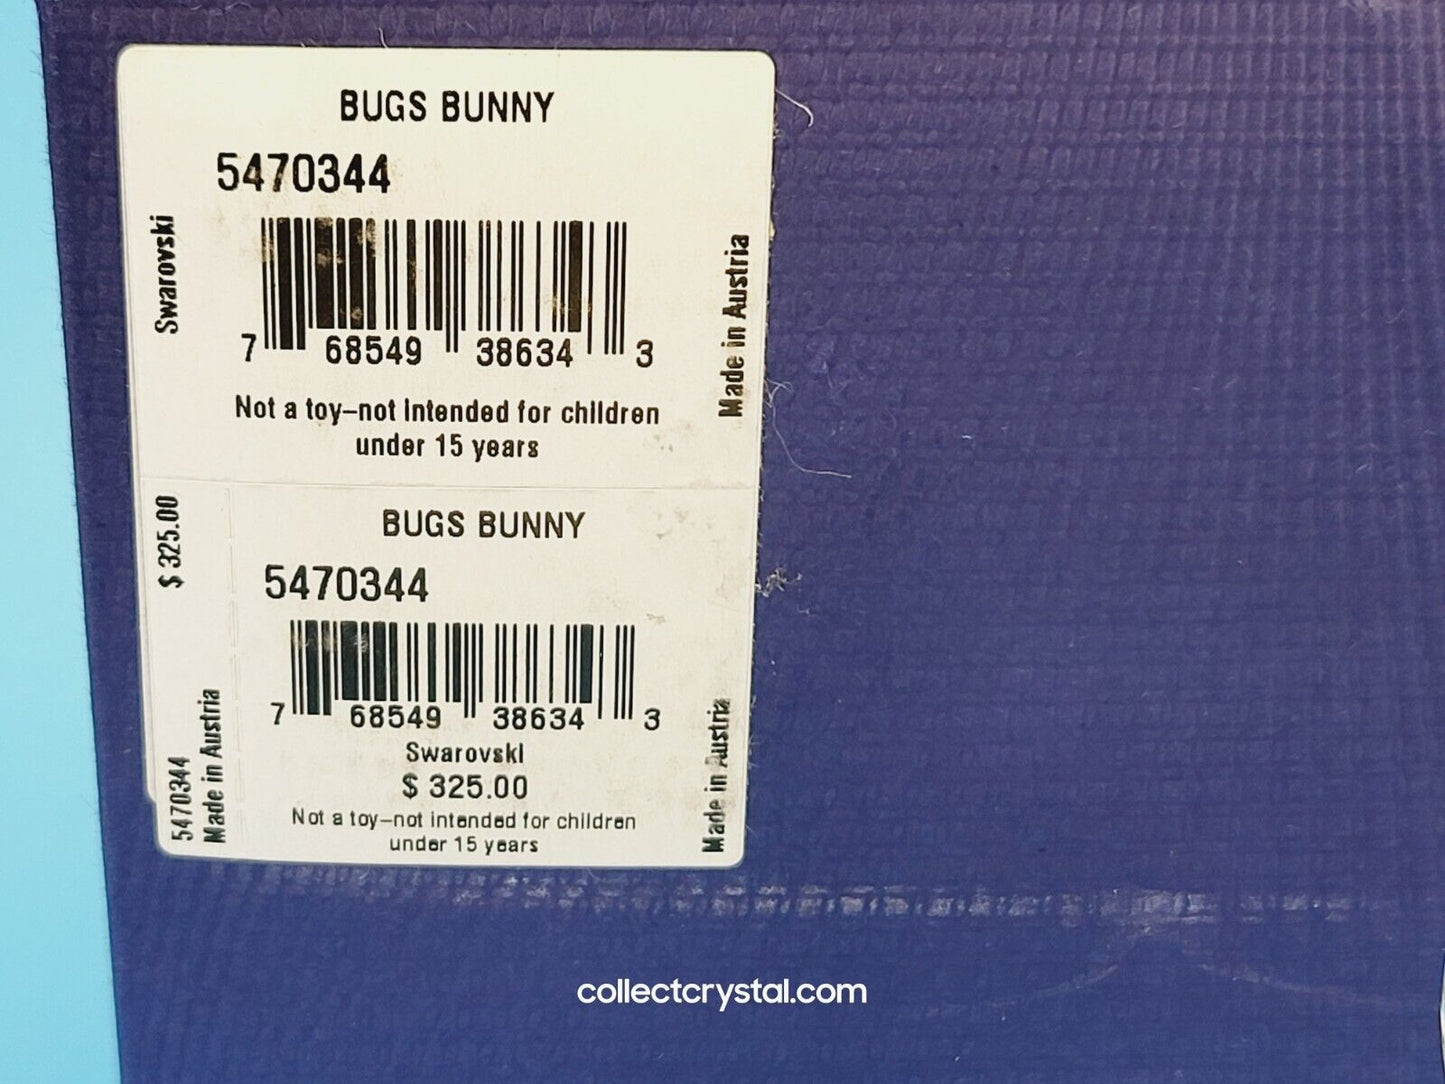 BUGS BUNNY
5470344
Swarovski
7 68549 38634 3
Made in Austria
Not a toy–not intended for children
under 15 years
$ 325.00
5470344
Made in Austria
BUGS BUNNY
5470344
7 68549 38634 3
Swarovski
$ 325.00
Not a toy–not intended for children
under 15 years
Made in Austria
collectcrystal.com